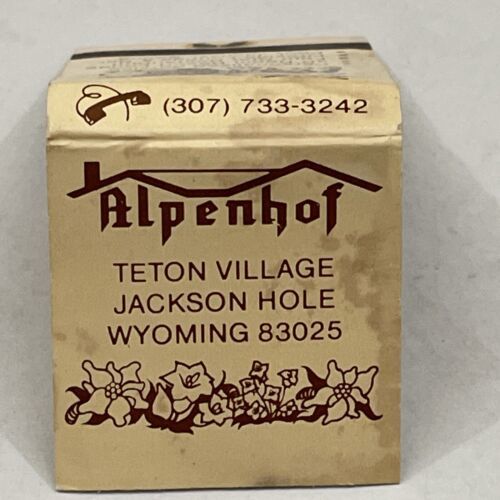 (307) 733-3242
Alpenhof
TETON VILLAGE
JACKSON HOLE
WYOMING 83025